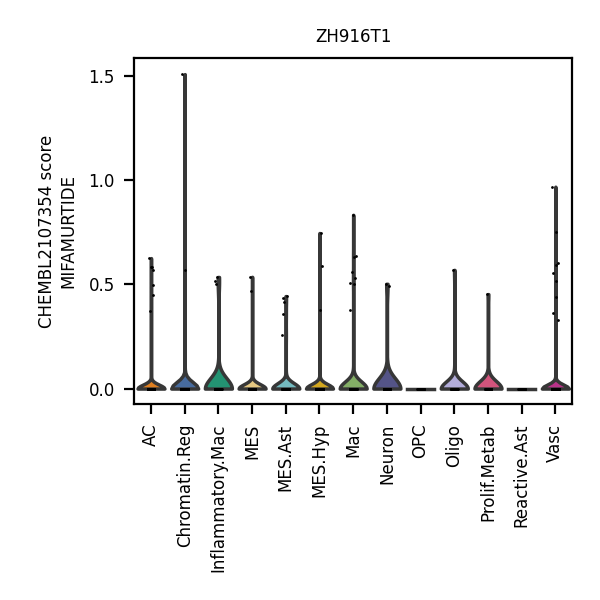 ZH916T1
CHEMBL2107354 score
MIFAMURTIDE
1.5
1.0
0.5
0.0
AC
Chromatin.Reg
Inflammatory.Mac
MES
MES.Ast
MES.Hyp
Mac
Neuron
OPC
Oligo
Prolif.Metab
Reactive.Ast
Vasc